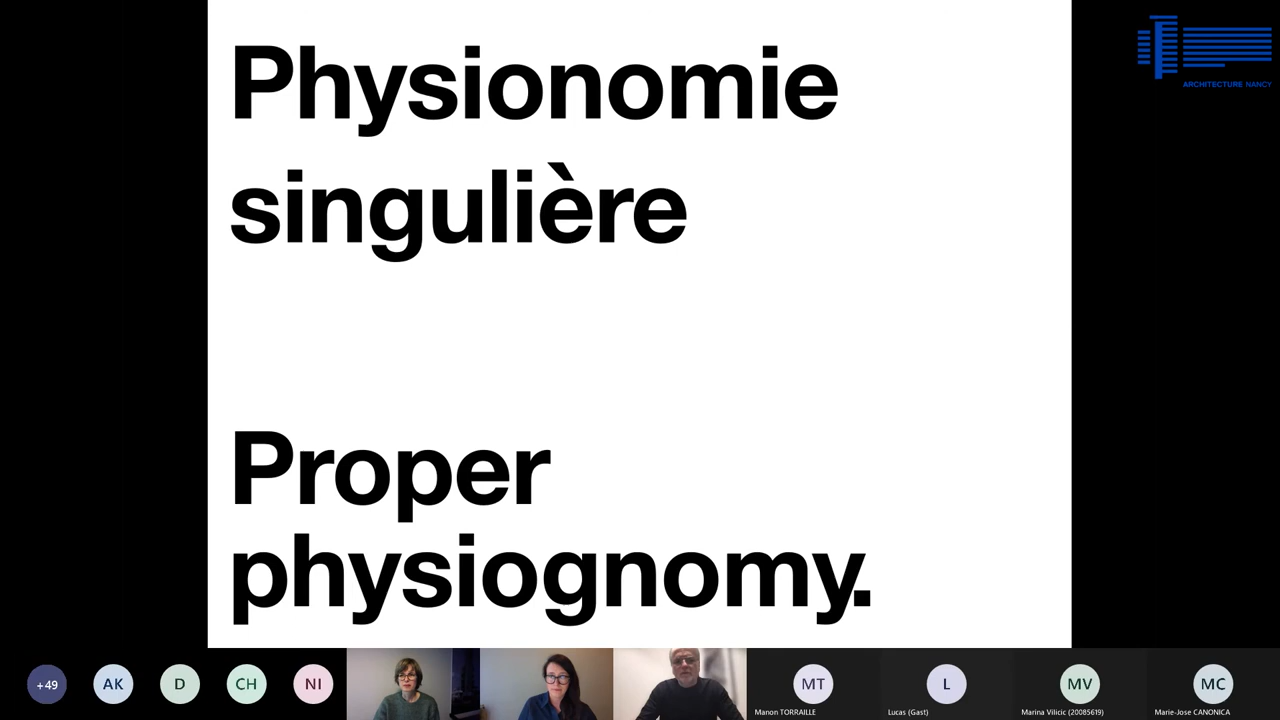 Physionomie
singulière
Proper
physiognomy.
ARCHITECTURE NANCY
+49
AK
D
CH
NI
MT
Manon TORRAILLE
L
Lucas (Gast)
MV
Marina Vilicic (20085619)
MC
Marie-Jose CANONICA